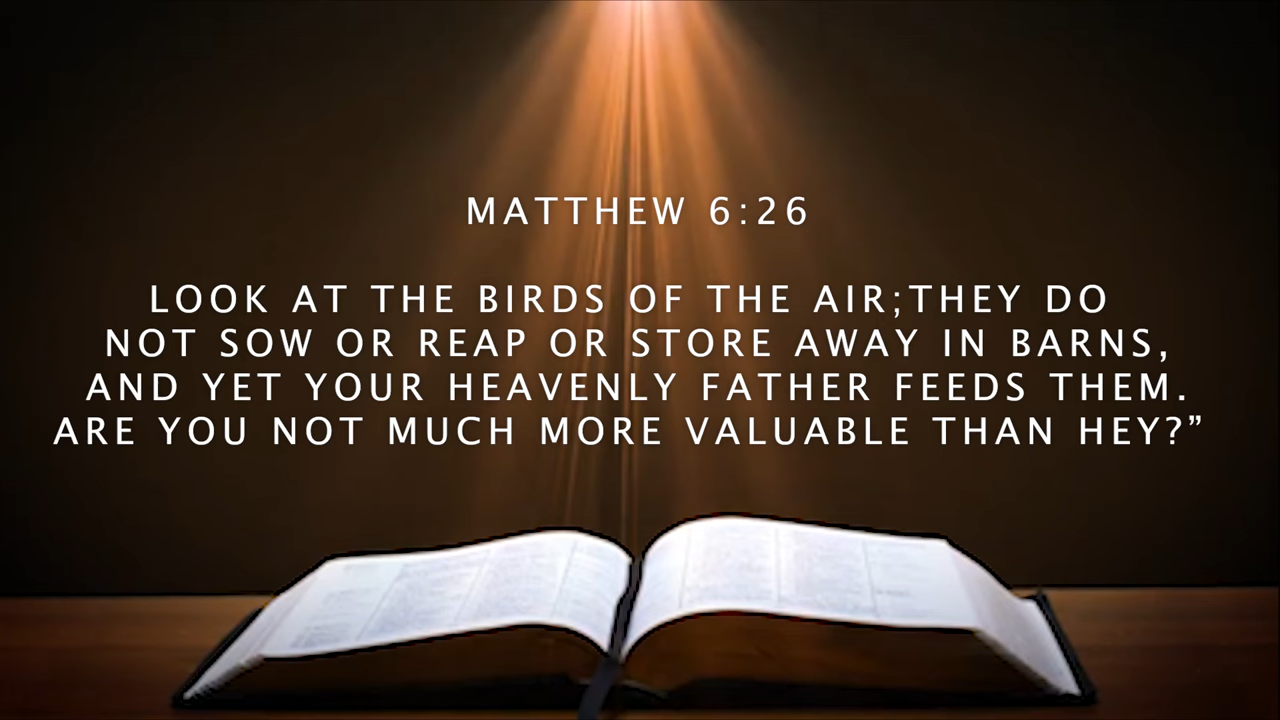 MATTHEW 6:26
LOOK AT THE BIRDS OF THE AIR;THEY DO
NOT SOW OR REAP OR STORE AWAY IN BARNS,
AND YET YOUR HEAVENLY FATHER FEEDS THEM.
ARE YOU NOT MUCH MORE VALUABLE THAN HEY?”